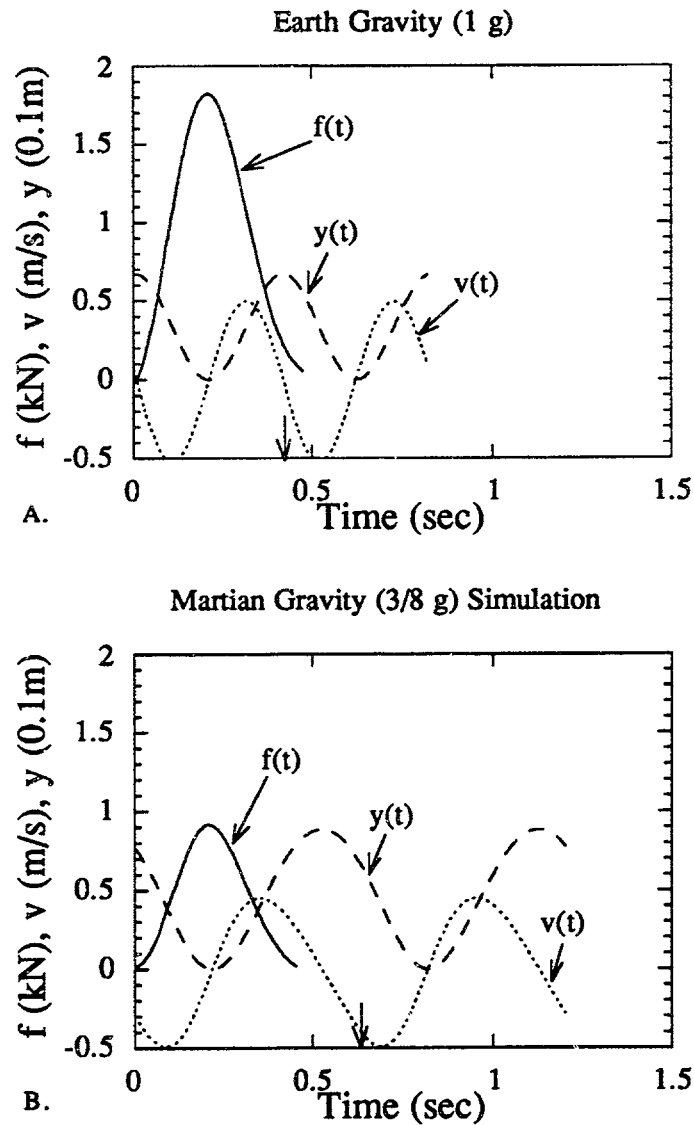 Earth Gravity (1 g)
f (kN), v (m/s), y (0.1m)
2
1.5
1
0.5
0
-0.5
f(t)
y(t)
v(t)
0
0.5
1
1.5
Time (sec)
A.
Martian Gravity (3/8 g) Simulation
f (kN), v (m/s), y (0.1m)
2
1.5
1
0.5
0
-0.5
f(t)
y(t)
v(t)
0
0.5
1
1.5
Time (sec)
B.